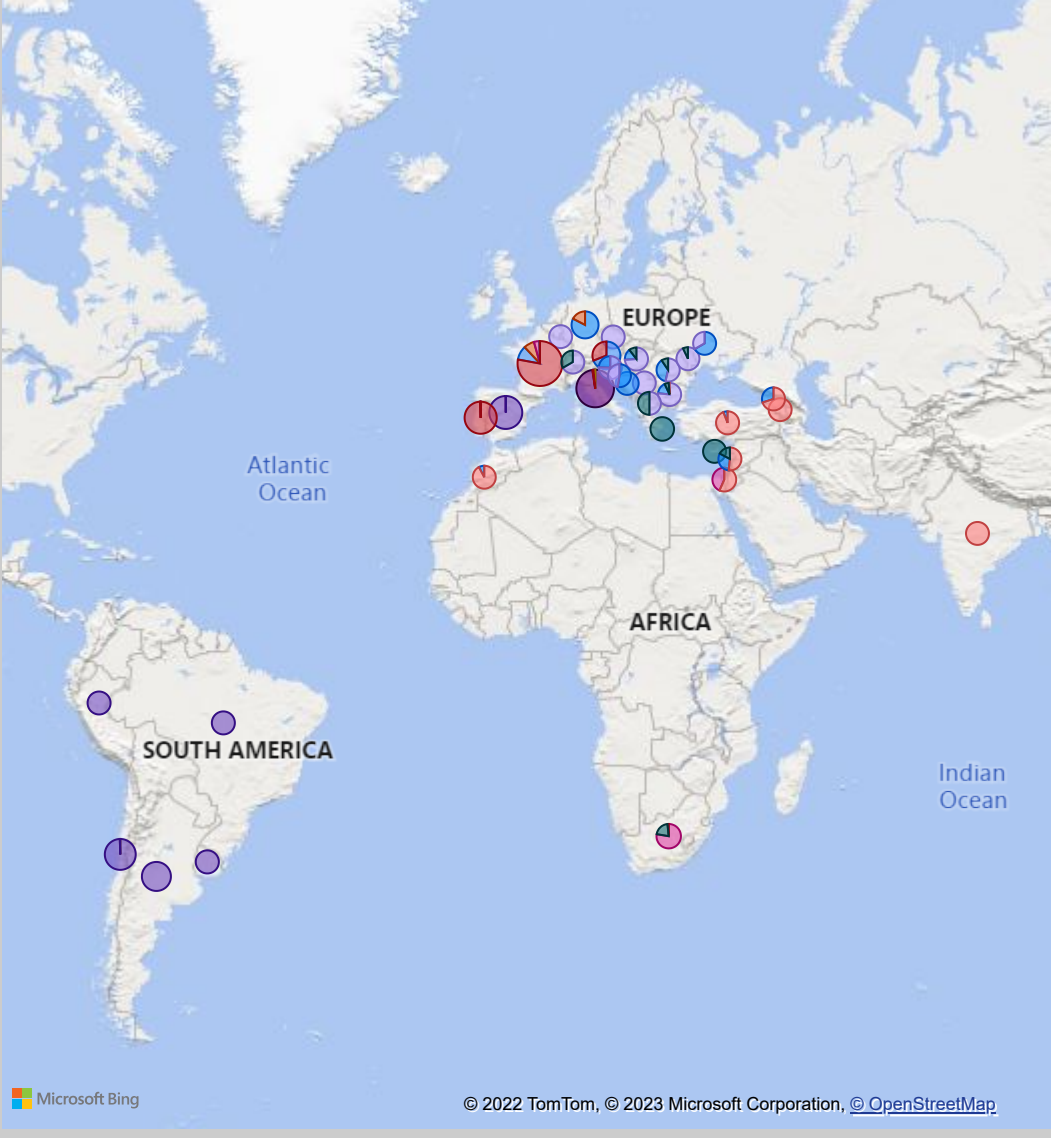 EUROPE
Atlantic
Ocean
AFRICA
SOUTH AMERICA
Indian
Ocean
Microsoft Bing
© 2022 TomTom, © 2023 Microsoft Corporation, © OpenStreetMap